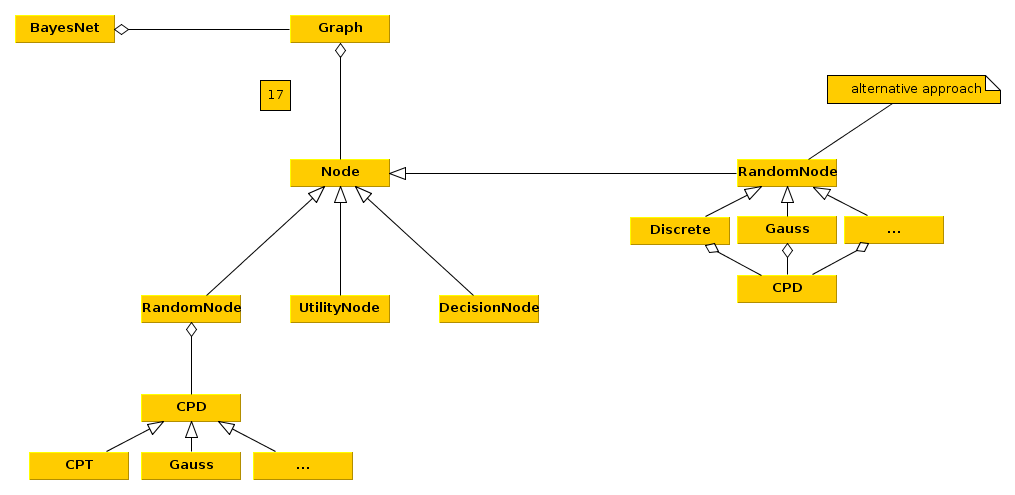 BayesNet
Graph
17
alternative approach
Node
RandomNode
Discrete
Gauss
...
CPD
RandomNode
UtilityNode
DecisionNode
CPD
CPT
Gauss
...